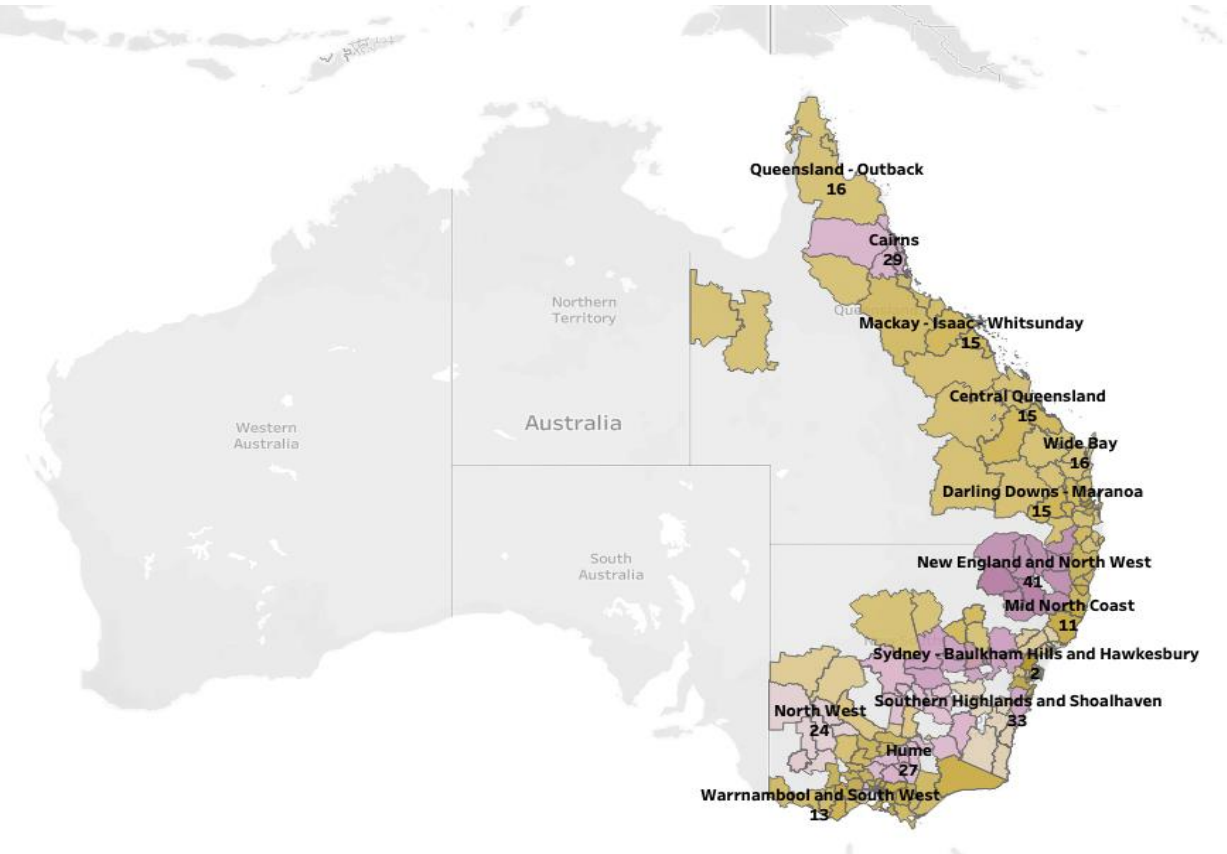 Queensland - Outback
16
Cairns
29
Northern
Territory
Mackay - Isaac - Whitsunday
15
Central Queensland
15
Australia
Western
Australia
Wide Bay
16
Darling Downs - Maranoa
15
South
Australia
New England and North West
41
Mid North Coast
11
Sydney - Baulkham Hills and Hawkesbury
2
Southern Highlands and Shoalhaven
33
North West
24
Hume
27
Warrnambool and South West
13